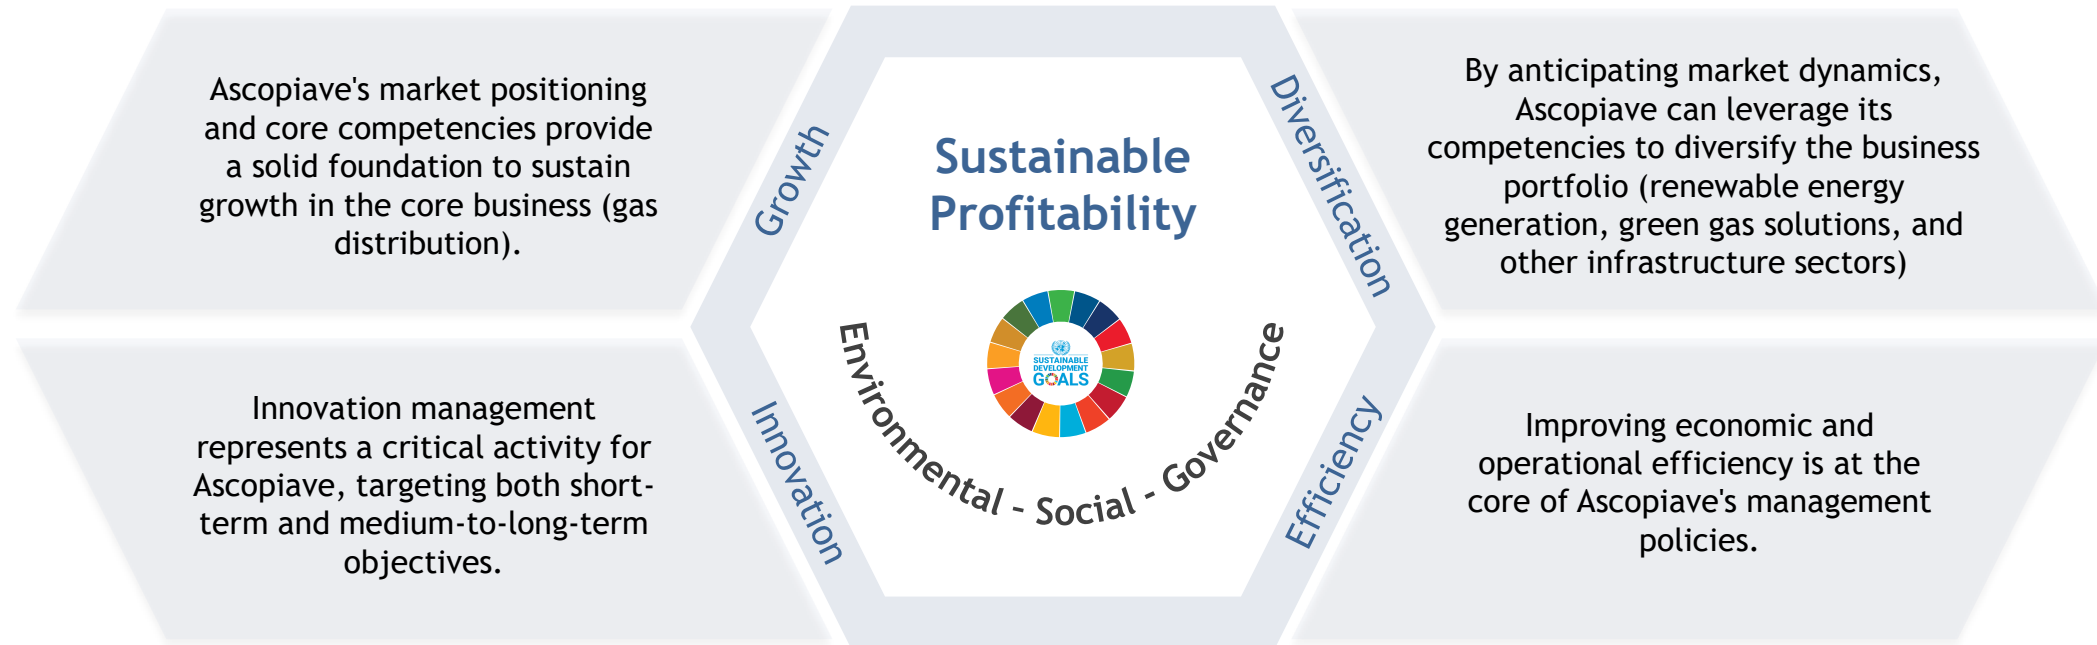 Ascopiave's market positioning
and core competencies provide
a solid foundation to sustain
growth in the core business (gas
distribution).
Growth
Sustainable
Profitability
Diversification
By anticipating market dynamics,
Ascopiave can leverage its
competencies to diversify the business
portfolio (renewable energy
generation, green gas solutions, and
other infrastructure sectors)
SUSTAINABLE
DEVELOPMENT
GOALS
Environmental - Social - Governance
Innovation management
represents a critical activity for
Ascopiave, targeting both short-
term and medium-to-long-term
objectives.
Innovation
Efficiency
Improving economic and
operational efficiency is at the
core of Ascopiave's management
policies.